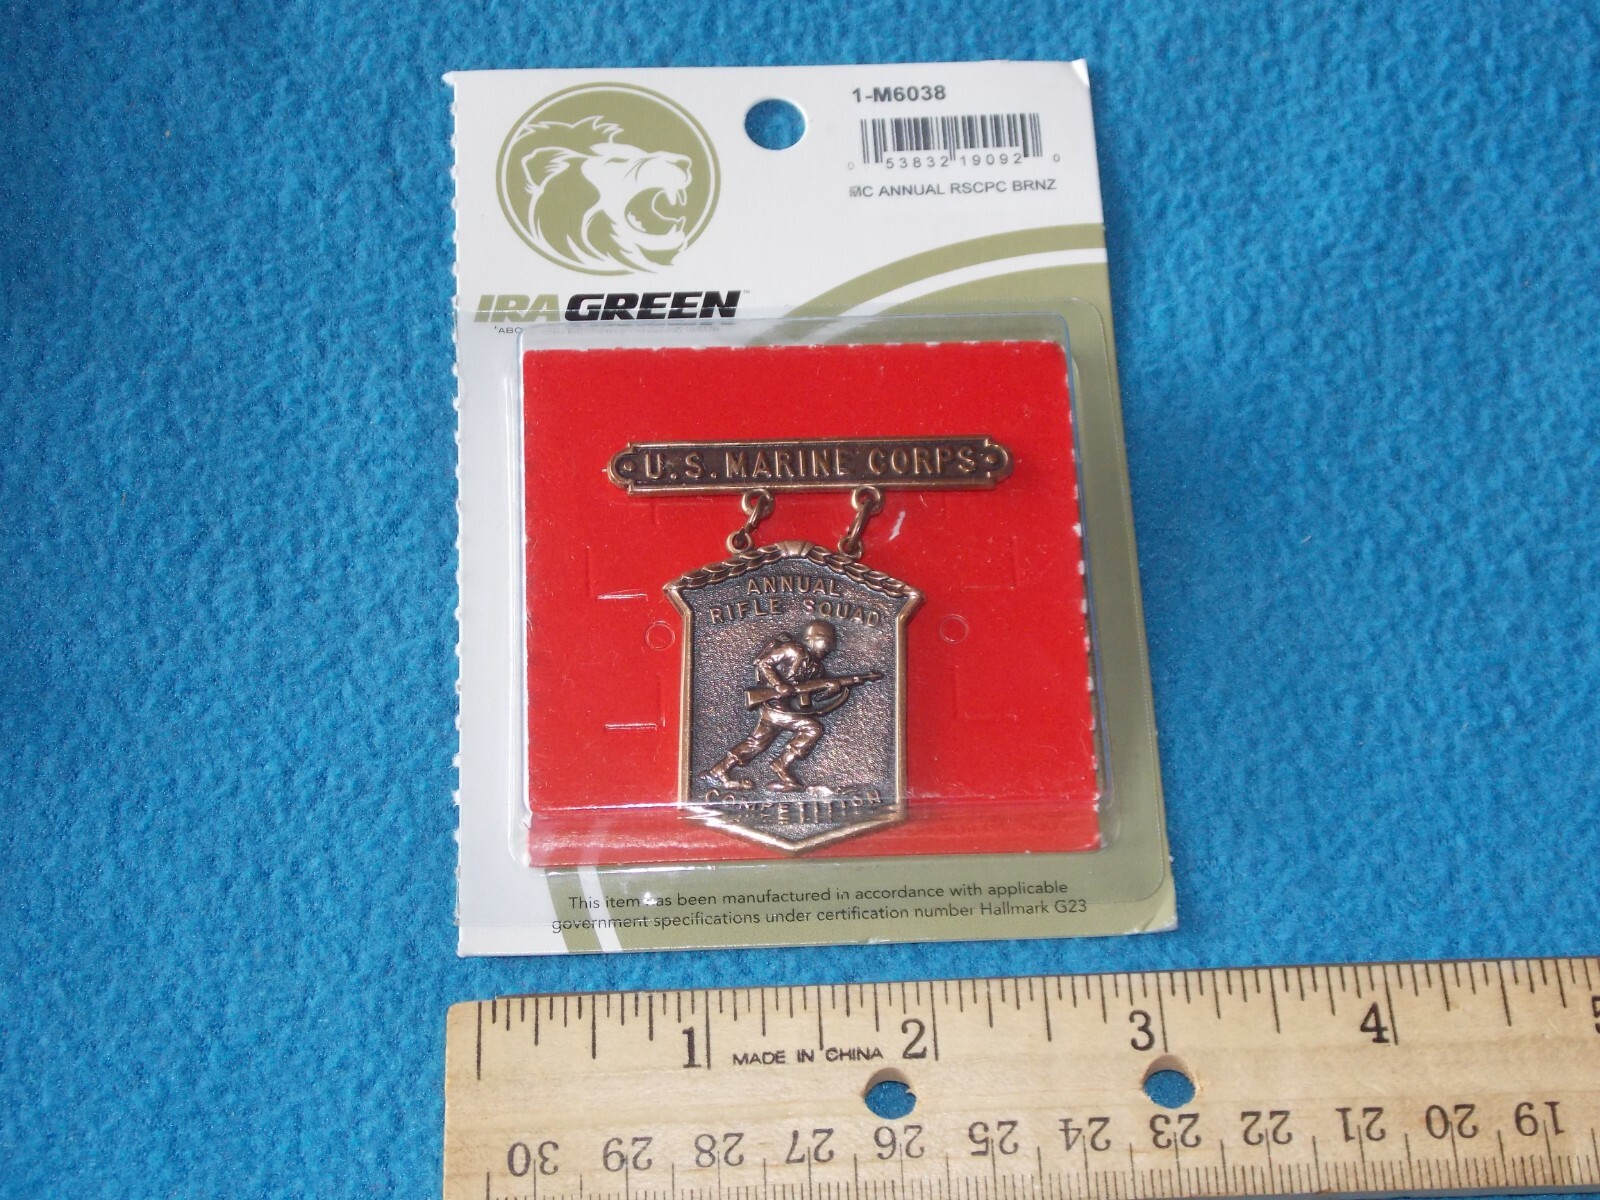 1-M6038
0 53832 19092 0
MC ANNUAL RSCPC BRNZ
IRA GREEN™
U.S. MARINE CORPS
ANNUAL
RIFLE SQUAD
COMPETITION
This item has been manufactured in accordance with applicable
government specifications under certification number Hallmark G23
1 2 3 4 5
MADE IN CHINA
30 29 28 27 26 25 24 23 22 21 20 19